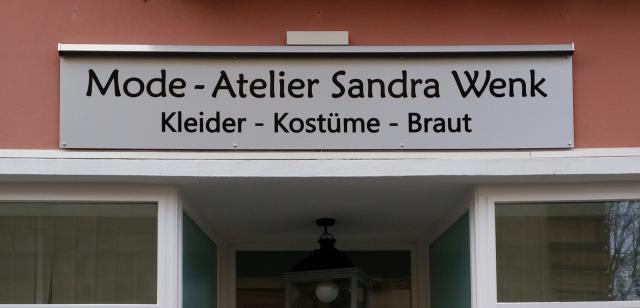 Mode - Atelier Sandra Wenk
Kleider - Kostüme - Braut